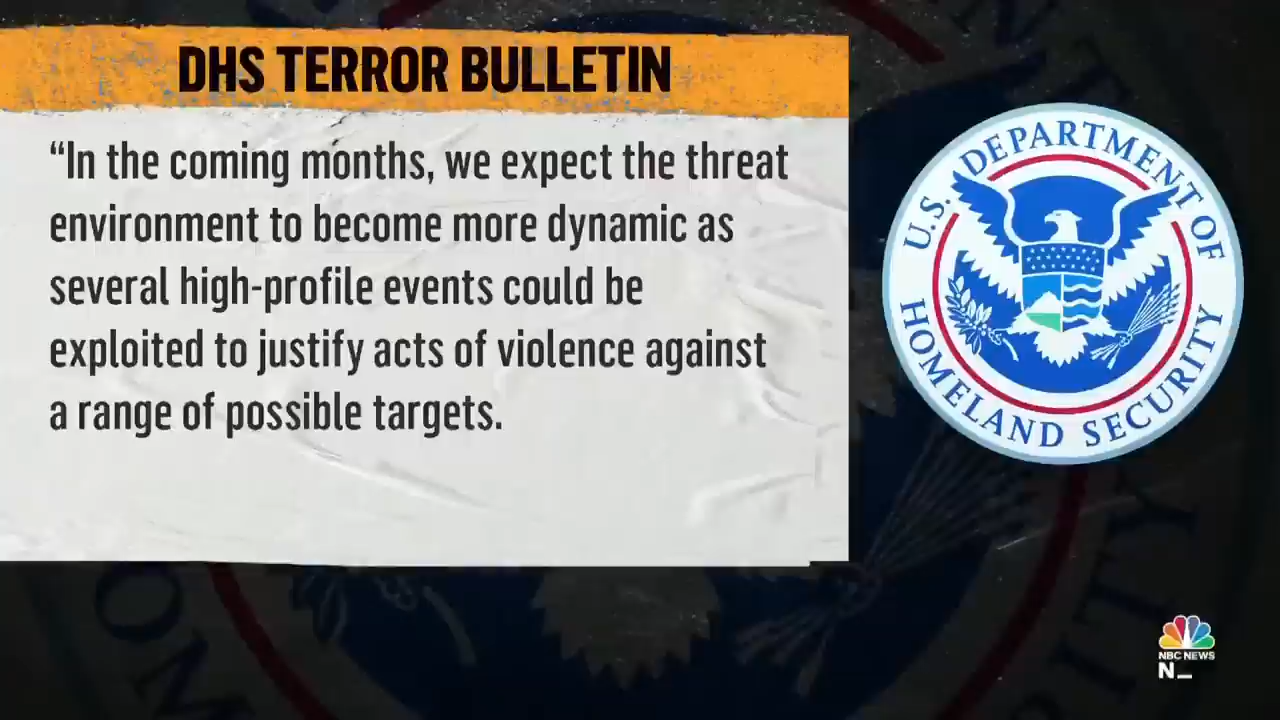 DHS TERROR BULLETIN
“In the coming months, we expect the threat
environment to become more dynamic as
several high-profile events could be
exploited to justify acts of violence against
a range of possible targets.
U.S. DEPARTMENT OF
HOMELAND SECURITY
NBC NEWS
N_